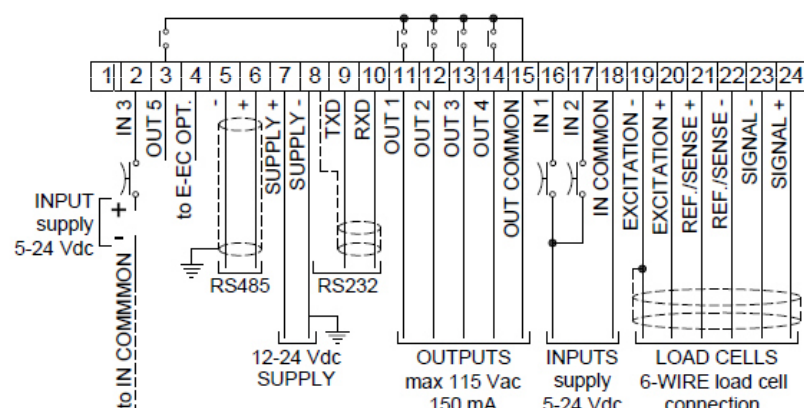 1 2 3 4 5 6 7 8 9 10 11 12 13 14 15 16 17 18 19 20 21 22 23 24
IN 3
OUT 5
to E-EC OPT.
-
+
SUPPLY +
SUPPLY -
TXD
RXD
OUT 1
OUT 2
OUT 3
OUT 4
OUT COMMON
IN 1
IN 2
IN COMMON
EXCITATION -
EXCITATION +
REF./SENSE +
REF./SENSE -
SIGNAL -
SIGNAL +
INPUT
supply
5-24 Vdc
+
-
to IN COMMMON
RS485
RS232
12-24 Vdc
SUPPLY
OUTPUTS
max 115 Vac
150 mA
INPUTS
supply
5-24 Vdc
LOAD CELLS
6-WIRE load cell
connection